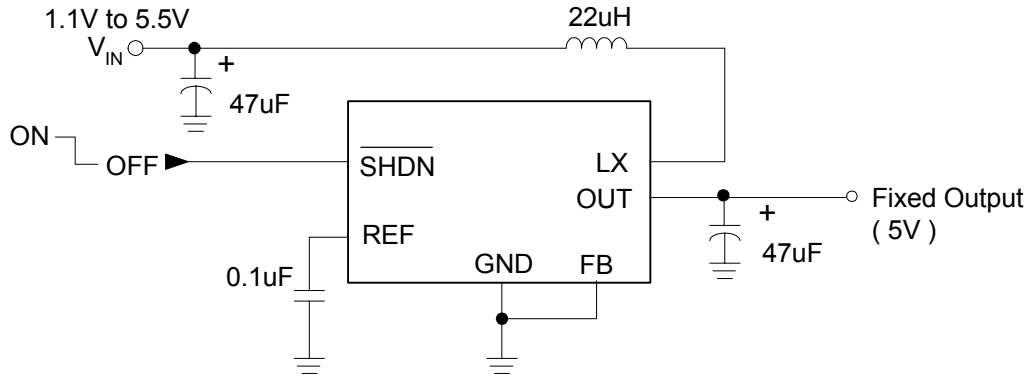 1.1V to 5.5V
VIN
22uH
+
47uF
ON
OFF
SHDN
LX
OUT
Fixed Output
( 5V )
+
47uF
REF
0.1uF
GND
FB